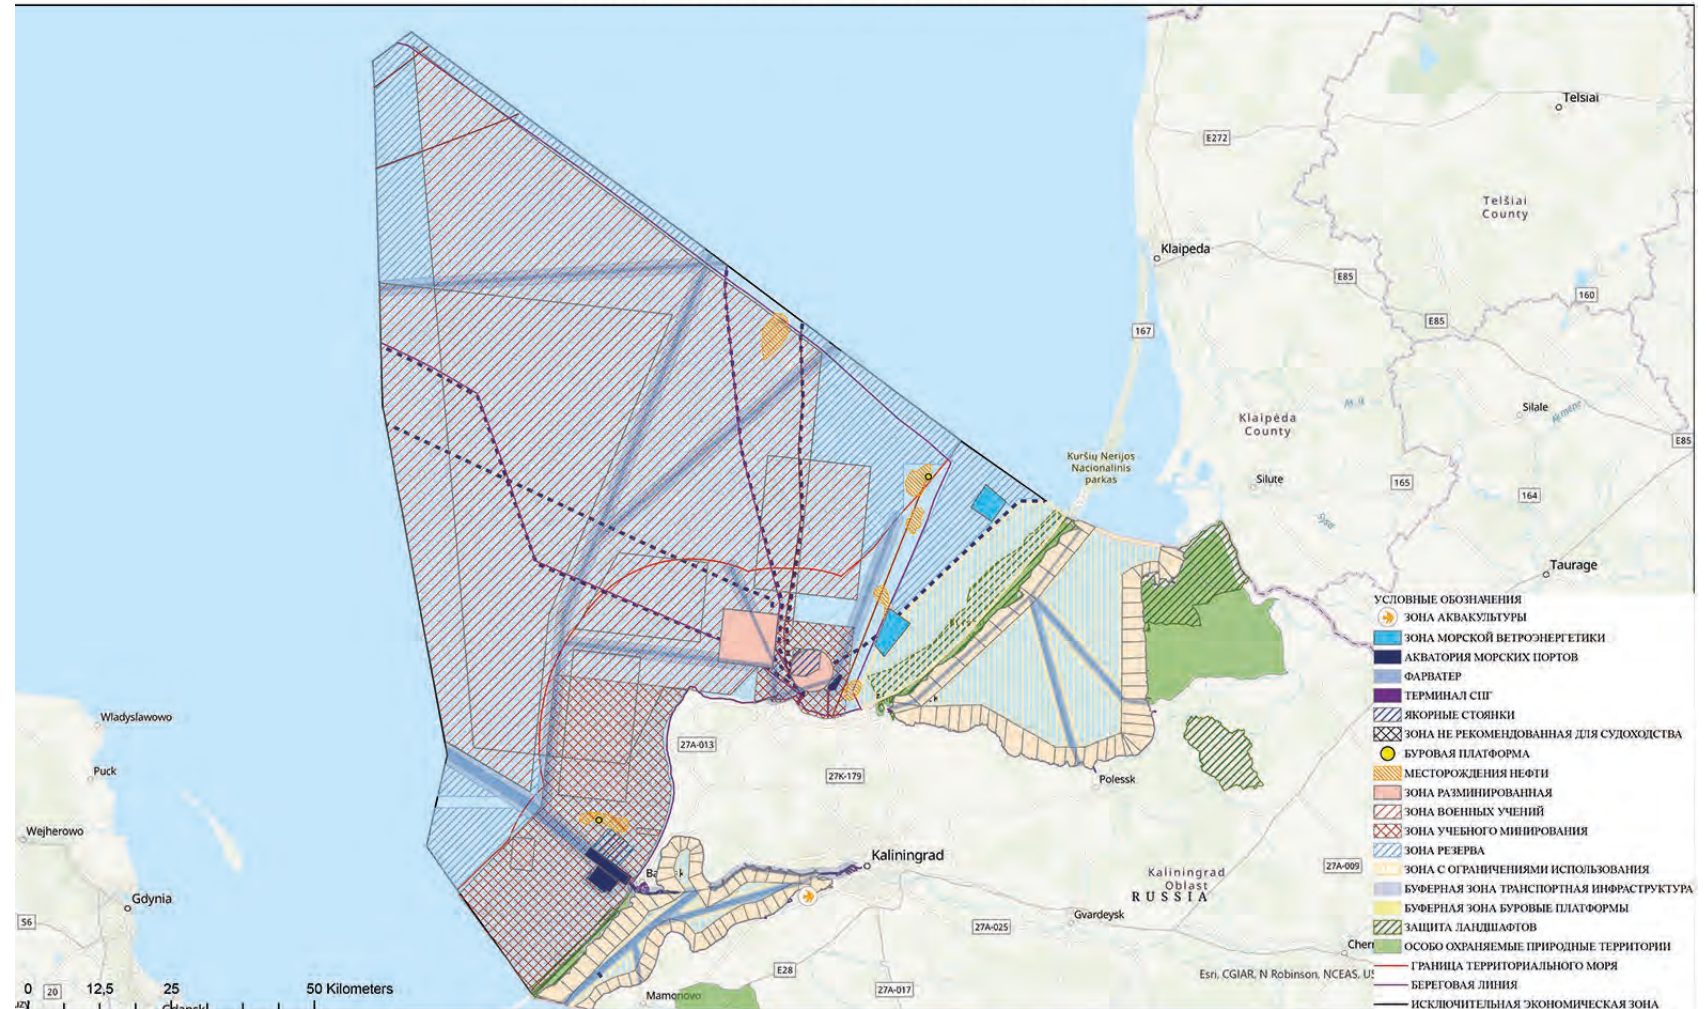 Telsiai
E272
Telšiai
County
Klaipeda
E85
160
E85
167
Silale
Klaipėda
County
E85
Kuršių Nerijos
Nacionalinis
parkas
Silute
165
164
Taurage
УСЛОВНЫЕ ОБОЗНАЧЕНИЯ
ЗОНА АКВАКУЛЬТУРЫ
ЗОНА МОРСКОЙ ВЕТРОЭНЕРГЕТИКИ
АКВАТОРИЯ МОРСКИХ ПОРТОВ
ФАРВАТЕР
ТЕРМИНАЛ СПГ
ЯКОРНЫЕ СТОЯНКИ
ЗОНА НЕ РЕКОМЕНДОВАННАЯ ДЛЯ СУДОХОДСТВА
БУРОВАЯ ПЛАТФОРМА
МЕСТОРОЖДЕНИЯ НЕФТИ
ЗОНА РАЗМИНИРОВАННАЯ
ЗОНА ВОЕННЫХ УЧЕНИЙ
ЗОНА УЧЕБНОГО МИНИРОВАНИЯ
ЗОНА РЕЗЕРВА
ЗОНА С ОГРАНИЧЕНИЯМИ ИСПОЛЬЗОВАНИЯ
БУФЕРНАЯ ЗОНА ТРАНСПОРТНАЯ ИНФРАСТРУКТУРА
БУФЕРНАЯ ЗОНА БУРОВЫЕ ПЛАТФОРМЫ
ЗАЩИТА ЛАНДШАФТОВ
ОСОБО ОХРАНЯЕМЫЕ ПРИРОДНЫЕ ТЕРРИТОРИИ
ГРАНИЦА ТЕРРИТОРИАЛЬНОГО МОРЯ
БЕРЕГОВАЯ ЛИНИЯ
ИСКЛЮЧИТЕЛЬНАЯ ЭКОНОМИЧЕСКАЯ ЗОНА
Wladyslawowo
27A-013
Puck
27K-179
Polessk
Wejherowo
Kaliningrad
27A-009
Kaliningrad
Oblast
RUSSIA
Gdynia
Gvardeysk
S6
27A-025
E28
Esri, CGIAR, N Robinson, NCEAS, US
0 12,5 25 50 Kilometers
20
27A-017
Mamonovo